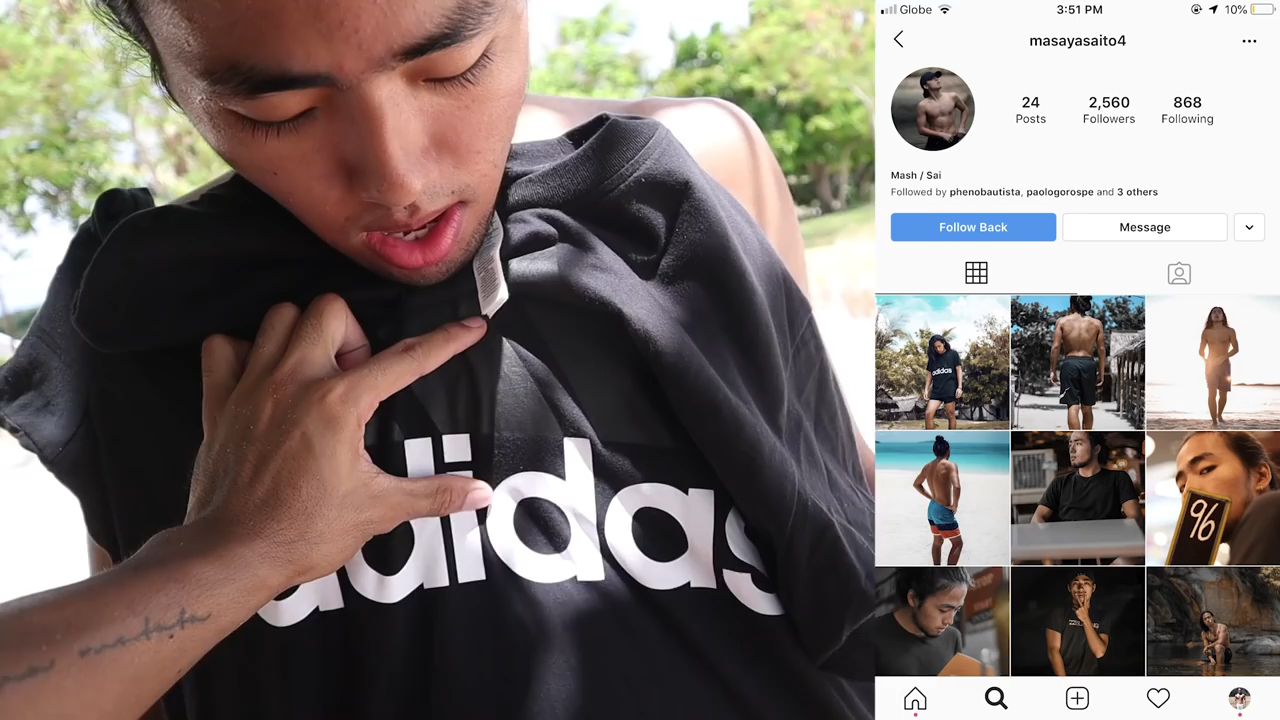 adidas
Globe 3:51 PM 10%
masayasaito4
24 2,560 868
Posts Followers Following
Mash / Sai
Followed by phenobautista, paologorospe and 3 others
Follow Back Message
adidas
96